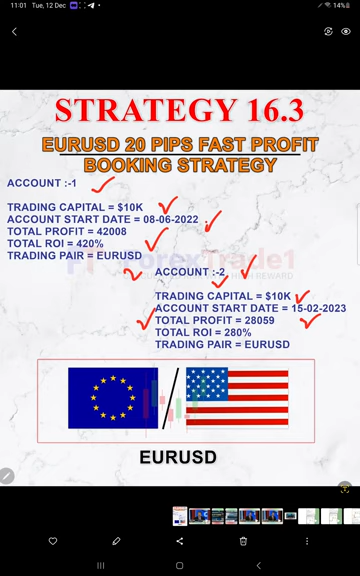 11:01 Tue, 12 Dec
14%
STRATEGY 16.3
EURUSD 20 PIPS FAST PROFIT
BOOKING STRATEGY
ACCOUNT :-1
TRADING CAPITAL = $10K
ACCOUNT START DATE = 08-06-2022
TOTAL PROFIT = 42008
TOTAL ROI = 420%
TRADING PAIR = EURUSD
ForexTrade1
ACCOUNT :-2
TRADING CAPITAL = $10K
ACCOUNT START DATE = 15-02-2023
TOTAL PROFIT = 28059
TOTAL ROI = 280%
TRADING PAIR = EURUSD
EURUSD